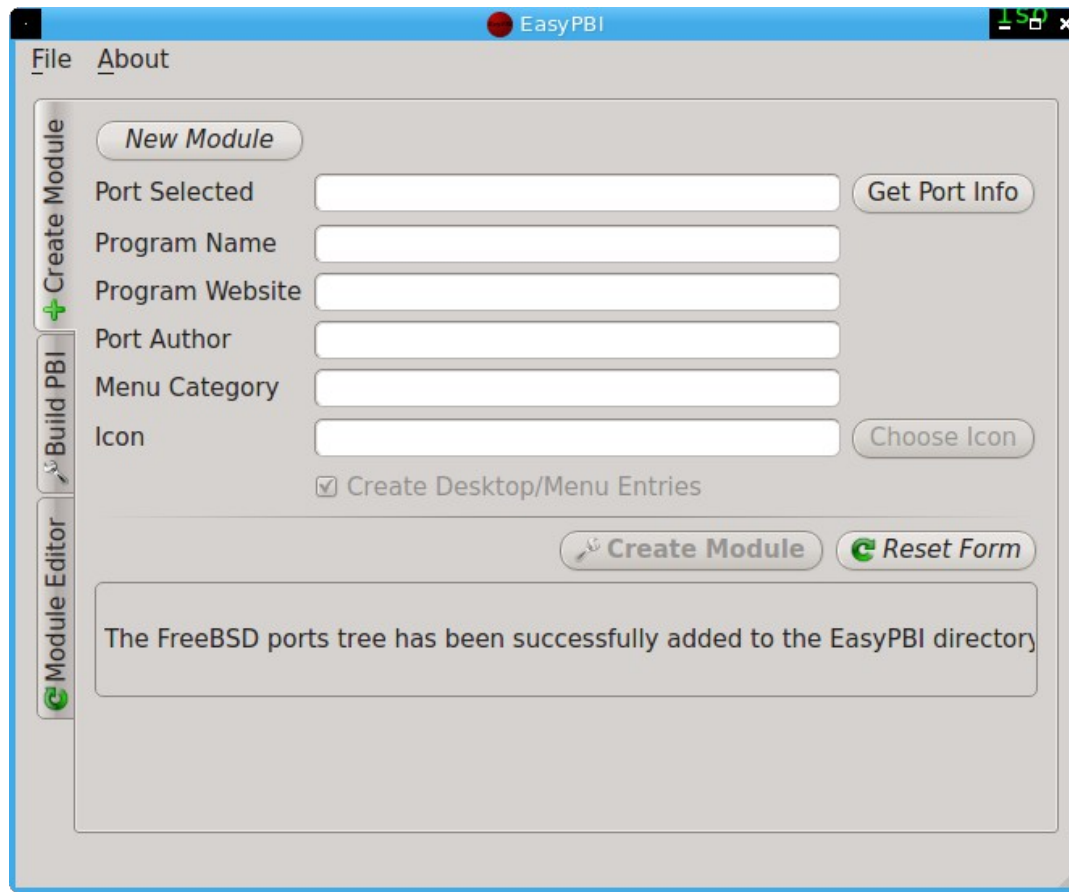 EasyPBI
ISO
File About
Create Module
Build PBI
Module Editor
New Module
Port Selected Get Port Info
Program Name
Program Website
Port Author
Menu Category
Icon Choose Icon
Create Desktop/Menu Entries
Create Module Reset Form
The FreeBSD ports tree has been successfully added to the EasyPBI directory